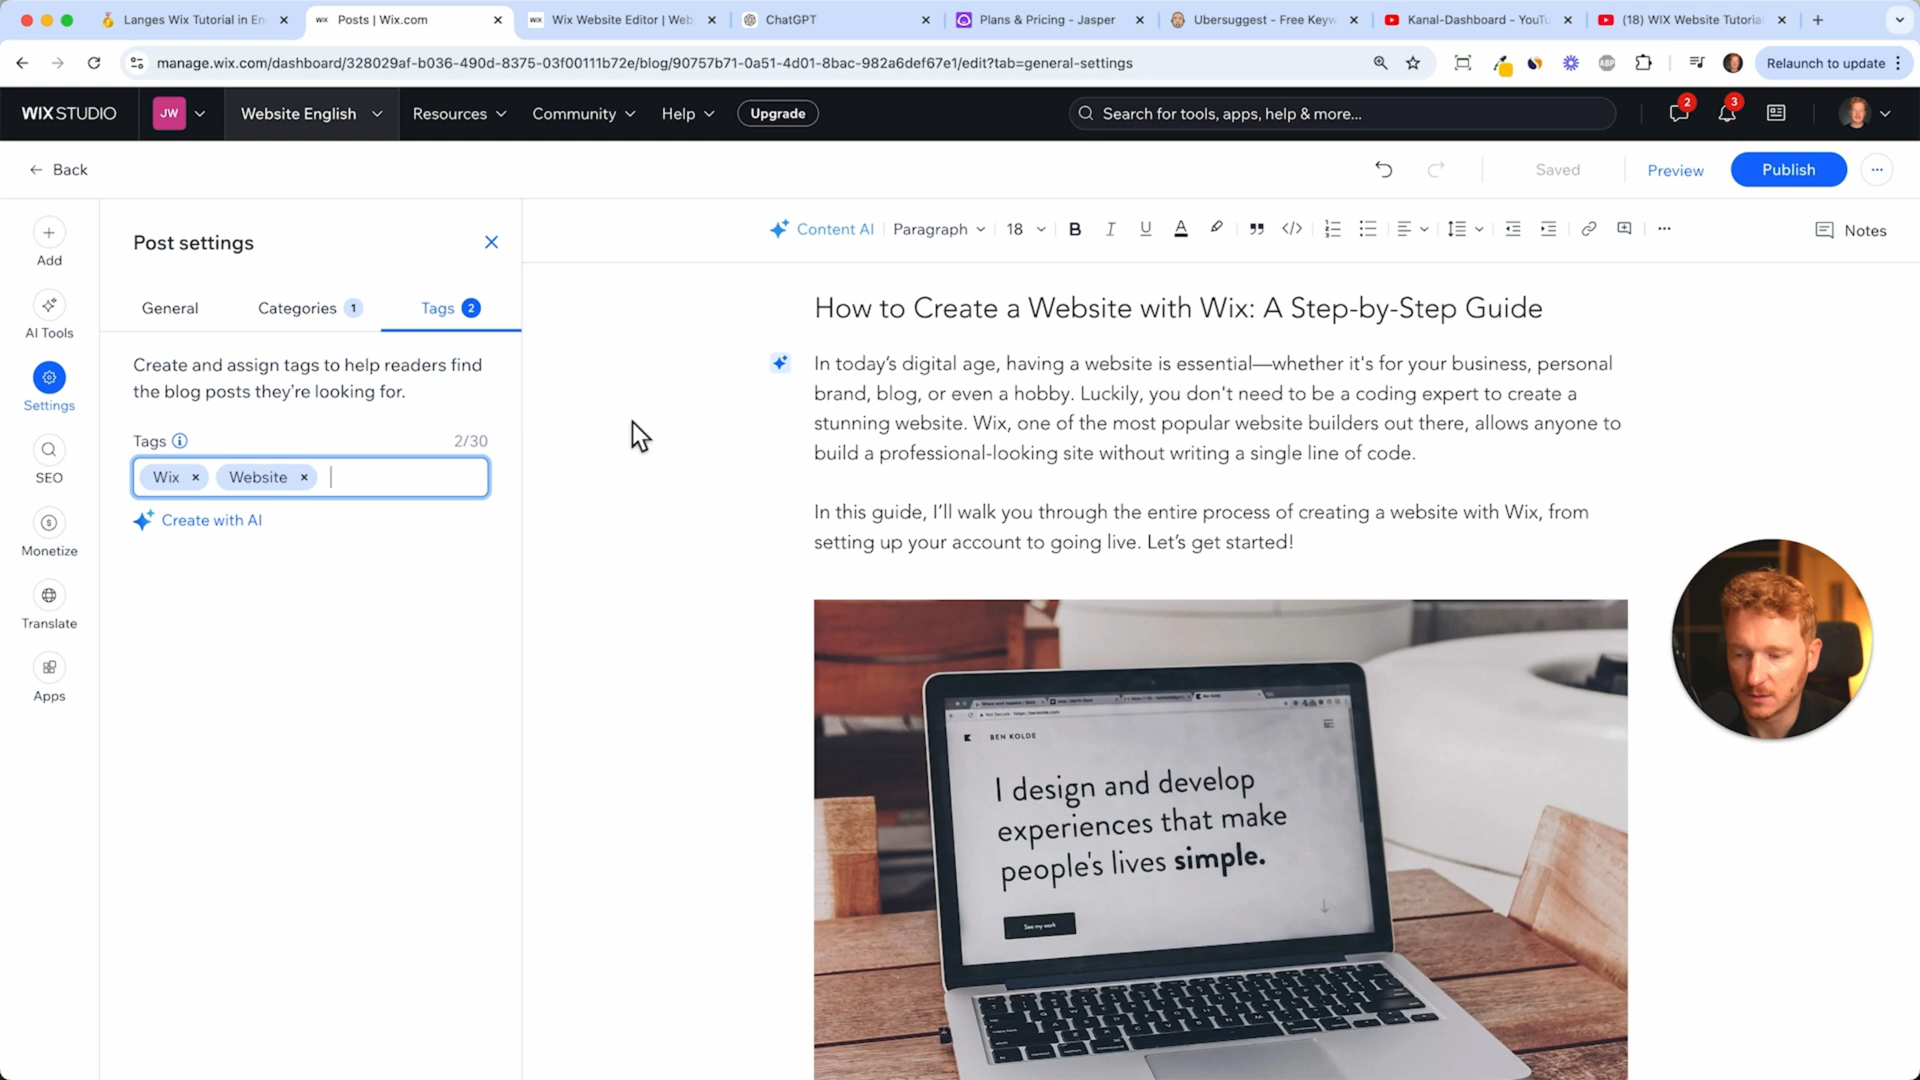 Langes Wix Tutorial in En
Posts | Wix.com
Wix Website Editor | Web
ChatGPT
Plans & Pricing - Jasper
Ubersuggest - Free Keyw
Kanal-Dashboard - YouTu
(18) WIX Website Tutorial
manage.wix.com/dashboard/328029af-b036-490d-8375-03f00111b72e/blog/90757b71-0a51-4d01-8bac-982a6def67e1/edit?tab=general-settings
Relaunch to update
WIX STUDIO
JW
Website English
Resources
Community
Help
Upgrade
Search for tools, apps, help & more...
2
3
Back
Saved
Preview
Publish
Add
AI Tools
Settings
SEO
Monetize
Translate
Apps
Post settings
General
Categories 1
Tags 2
Create and assign tags to help readers find
the blog posts they're looking for.
Tags 2/30
Wix × Website ×
Create with AI
Content AI Paragraph 18 B I U A
Notes
How to Create a Website with Wix: A Step-by-Step Guide
In today's digital age, having a website is essential—whether it's for your business, personal
brand, blog, or even a hobby. Luckily, you don't need to be a coding expert to create a
stunning website. Wix, one of the most popular website builders out there, allows anyone to
build a professional-looking site without writing a single line of code.
In this guide, I'll walk you through the entire process of creating a website with Wix, from
setting up your account to going live. Let's get started!
BEN KOLDE
I design and develop
experiences that make
people's lives simple.
See my work